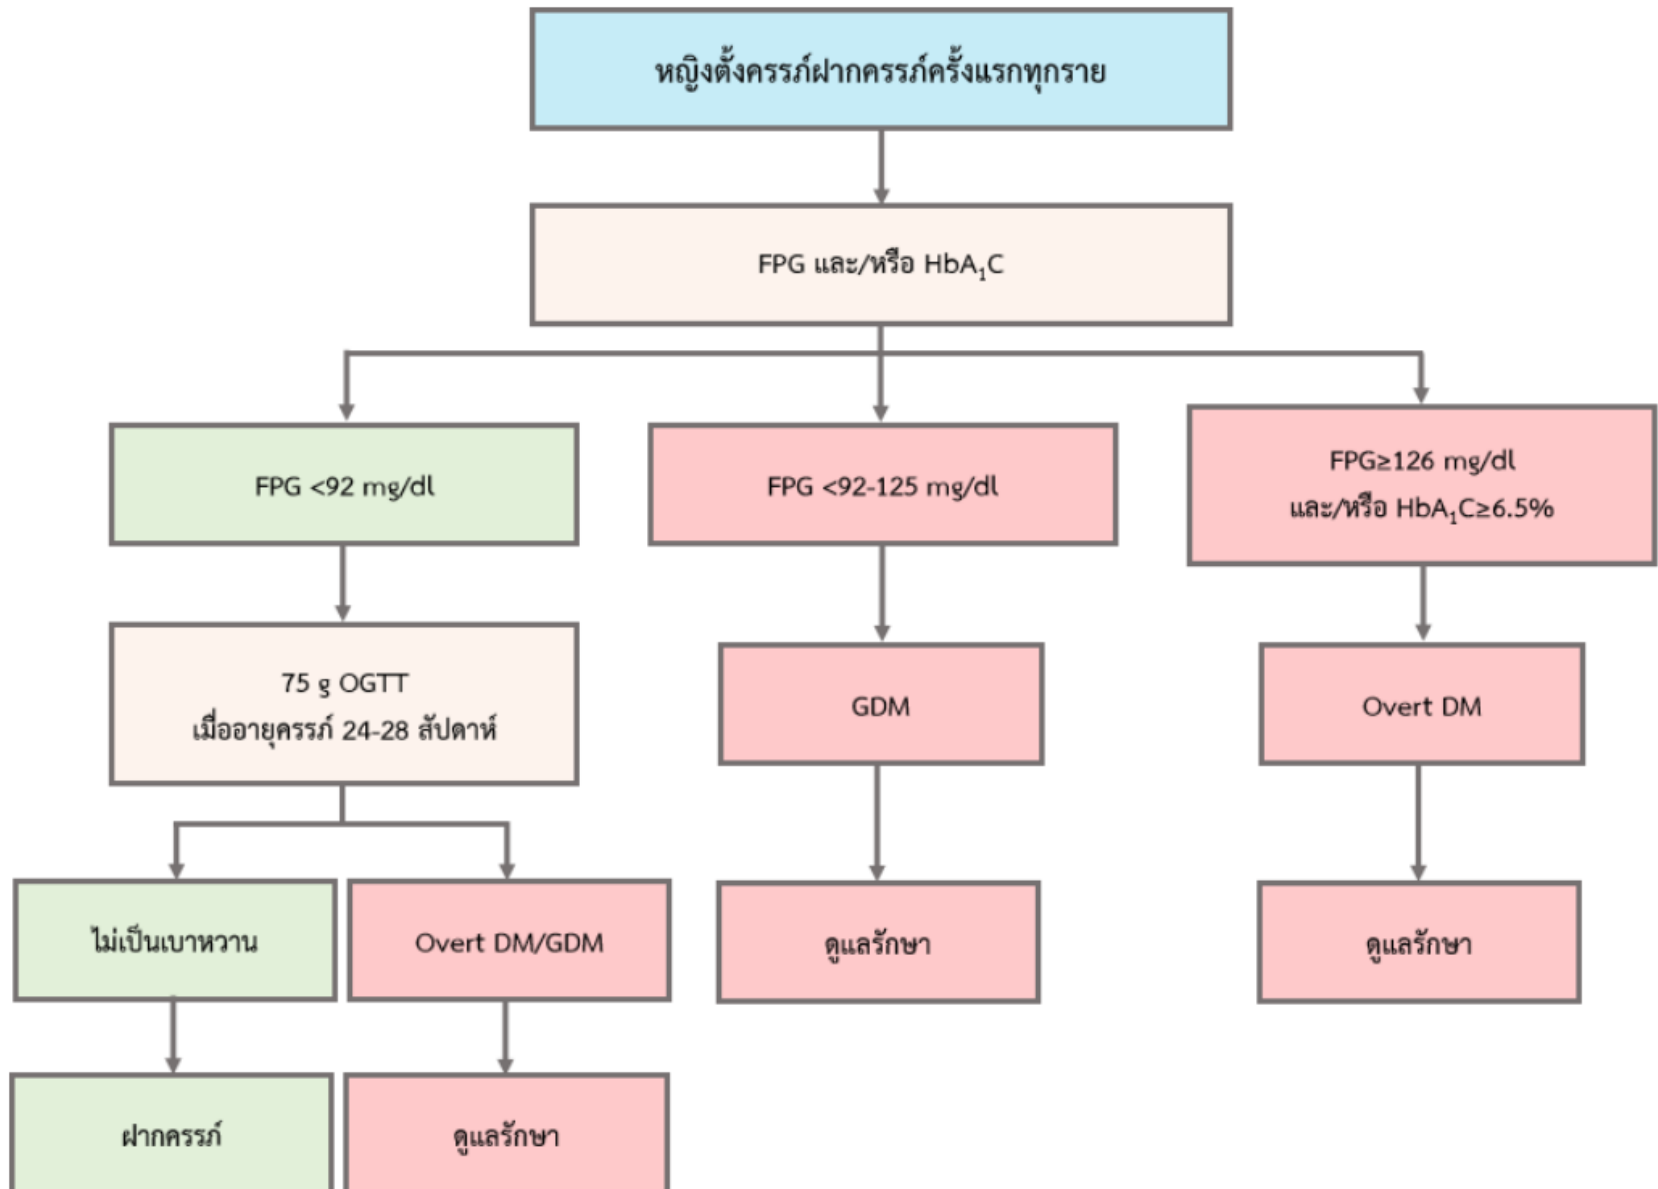 หญิงตั้งครรภ์ฝากครรภ์ครั้งแรกทุกราย
FPG และ/หรือ HbA₁C
FPG <92 mg/dl
FPG <92-125 mg/dl
FPG≥126 mg/dl
และ/หรือ HbA₁C≥6.5%
75 g OGTT
เมื่ออายุครรภ์ 24-28 สัปดาห์
GDM
Overt DM
ไม่เป็นเบาหวาน
Overt DM/GDM
ดูแลรักษา
ดูแลรักษา
ฝากครรภ์
ดูแลรักษา